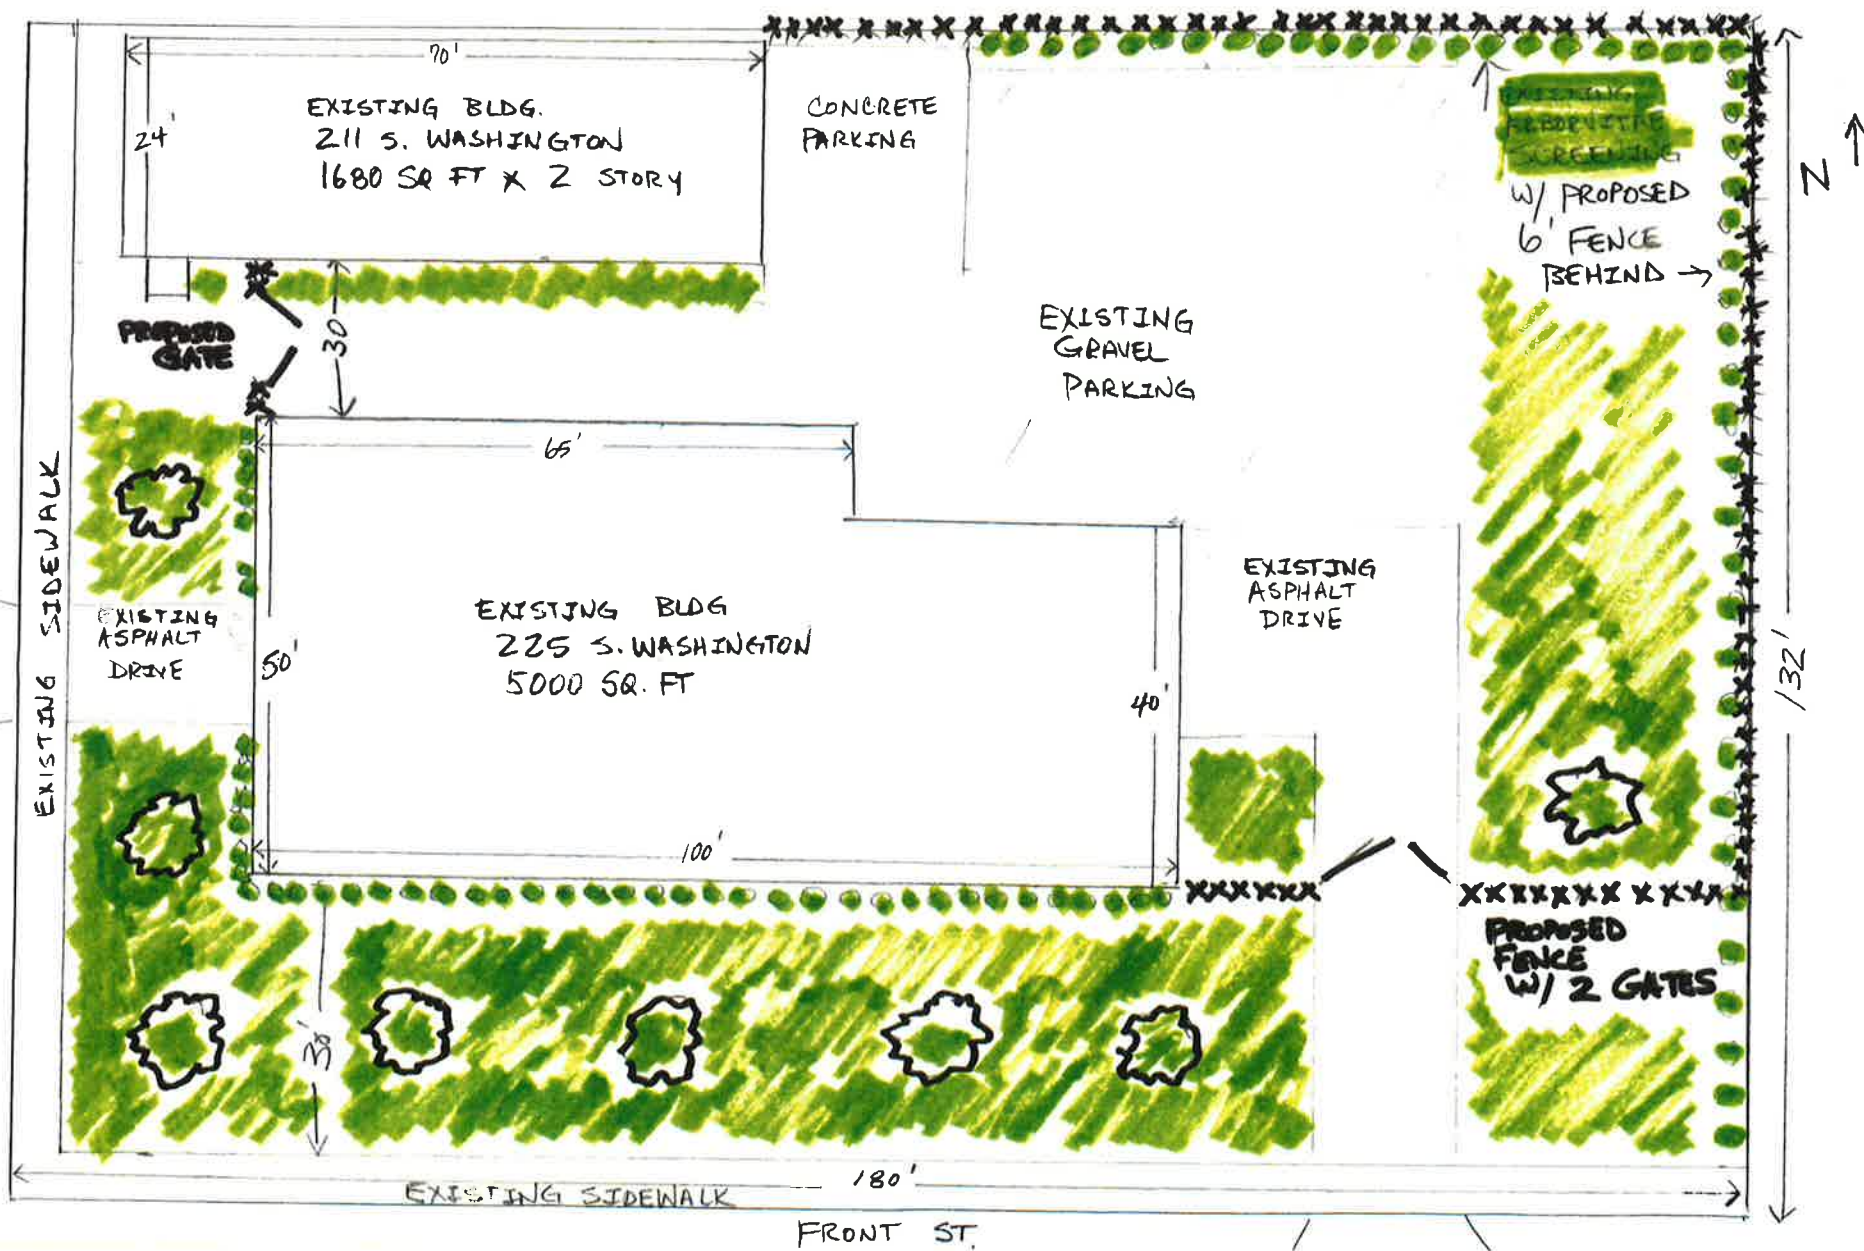 70'
24'
EXISTING BLDG.
211 S. WASHINGTON
1680 SQ FT x 2 STORY
CONCRETE
PARKING
EXISTING
ARBORVITAE
SCREENING
W/ PROPOSED
6' FENCE
BEHIND →
N
PROPOSED
GATE
30
EXISTING
GRAVEL
PARKING
EXISTING SIDEWALK
65'
EXISTING
ASPHALT
DRIVE
50'
EXISTING BLDG
225 S. WASHINGTON
5000 SQ. FT
40'
EXISTING
ASPHALT
DRIVE
132'
100'
PROPOSED
FENCE
W/ 2 GATES
30'
180'
EXISTING SIDEWALK
FRONT ST.